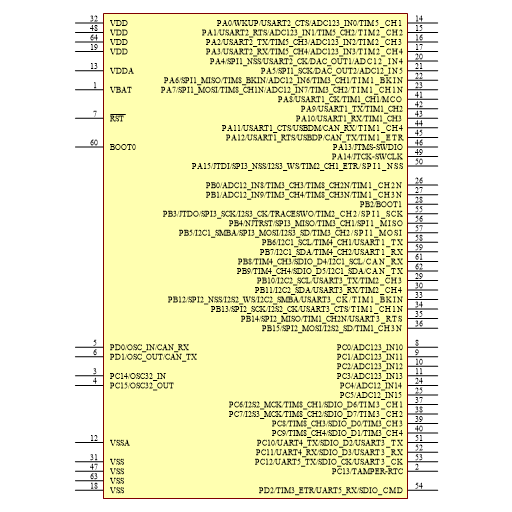 32 VDD PA0/WKUP/USART2_CTS/ADC123_IN0/TIM5_CH1 14
48 VDD PA1/USART2_RTS/ADC123_IN1/TIM5_CH2/TIM2_CH2 15
64 VDD PA2/USART2_TX/TIM5_CH3/ADC123_IN2/TIM2_CH3 16
19 VDD PA3/USART2_RX/TIM5_CH4/ADC123_IN3/TIM2_CH4 17
PA4/SPI1_NSS/USART2_CK/DAC_OUT1/ADC12_IN4 20
13 VDDA PA5/SPI1_SCK/DAC_OUT2/ADC12_IN5 21
PA6/SPI1_MISO/TIM8_BKIN/ADC12_IN6/TIM3_CH1/TIM1_BKIN 22
1 VBAT PA7/SPI1_MOSI/TIM8_CH1N/ADC12_IN7/TIM3_CH2/TIM1_CH1N 23
PA8/USART1_CK/TIM1_CH1/MCO 41
PA9/USART1_TX/TIM1_CH2 42
7 RST PA10/USART1_RX/TIM1_CH3 43
PA11/USART1_CTS/USBDM/CAN_RX/TIM1_CH4 44
PA12/USART1_RTS/USBDP/CAN_TX/TIM1_ETR 45
60 BOOT0 PA13/JTMS-SWDIO 46
PA14/JTCK-SWCLK 49
PA15/JTDI/SPI3_NSS/I2S3_WS/TIM2_CH1_ETR/SPI1_NSS 50
PB0/ADC12_IN8/TIM3_CH3/TIM8_CH2N/TIM1_CH2N 26
PB1/ADC12_IN9/TIM3_CH4/TIM8_CH3N/TIM1_CH3N 27
PB2/BOOT1 28
PB3/JTDO/SPI3_SCK/I2S3_CK/TRACESWO/TIM2_CH2/SPI1_SCK 55
PB4/NJTRST/SPI3_MISO/TIM3_CH1/SPI1_MISO 56
PB5/I2C1_SMBA/SPI3_MOSI/I2S3_SD/TIM3_CH2/SPI1_MOSI 57
PB6/I2C1_SCL/TIM4_CH1/USART1_TX 58
PB7/I2C1_SDA/TIM4_CH2/USART1_RX 59
PB8/TIM4_CH3/SDIO_D4/I2C1_SCL/CAN_RX 61
PB9/TIM4_CH4/SDIO_D5/I2C1_SDA/CAN_TX 62
PB10/I2C2_SCL/USART3_TX/TIM2_CH3 29
PB11/I2C2_SDA/USART3_RX/TIM2_CH4 30
PB12/SPI2_NSS/I2S2_WS/I2C2_SMBA/USART3_CK/TIM1_BKIN 33
PB13/SPI2_SCK/I2S2_CK/USART3_CTS/TIM1_CH1N 34
PB14/SPI2_MISO/TIM1_CH2N/USART3_RTS 35
PB15/SPI2_MOSI/I2S2_SD/TIM1_CH3N 36
5 PD0/OSC_IN/CAN_RX PC0/ADC123_IN10 8
6 PD1/OSC_OUT/CAN_TX PC1/ADC123_IN11 9
PC2/ADC123_IN12 10
3 PC14/OSC32_IN PC3/ADC123_IN13 11
4 PC15/OSC32_OUT PC4/ADC12_IN14 24
PC5/ADC12_IN15 25
PC6/I2S2_MCK/TIM8_CH1/SDIO_D6/TIM3_CH1 37
PC7/I2S3_MCK/TIM8_CH2/SDIO_D7/TIM3_CH2 38
PC8/TIM8_CH3/SDIO_D0/TIM3_CH3 39
PC9/TIM8_CH4/SDIO_D1/TIM3_CH4 40
12 VSSA PC10/UART4_TX/SDIO_D2/USART3_TX 51
PC11/UART4_RX/SDIO_D3/USART3_RX 52
31 VSS PC12/UART5_TX/SDIO_CK/USART3_CK 53
47 VSS PC13/TAMPER-RTC 2
63 VSS
18 VSS PD2/TIM3_ETR/UART5_RX/SDIO_CMD 54